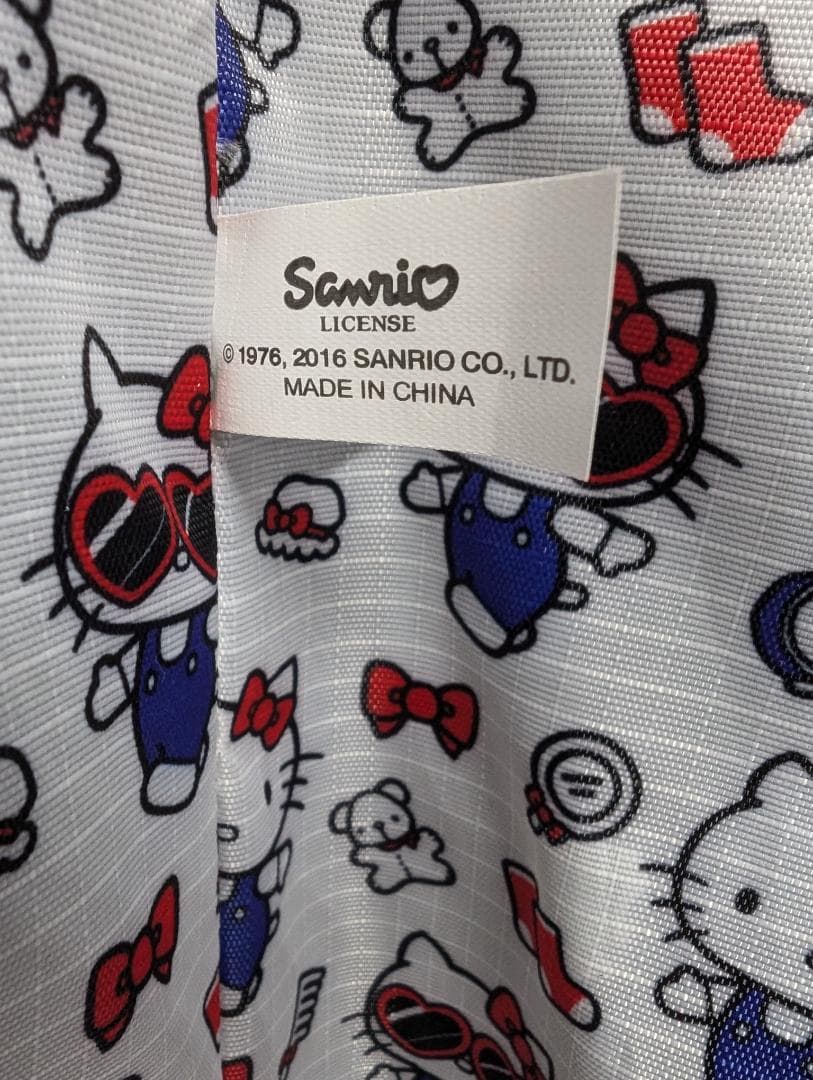 Sanrio
LICENSE
© 1976, 2016 SANRIO CO., LTD.
MADE IN CHINA